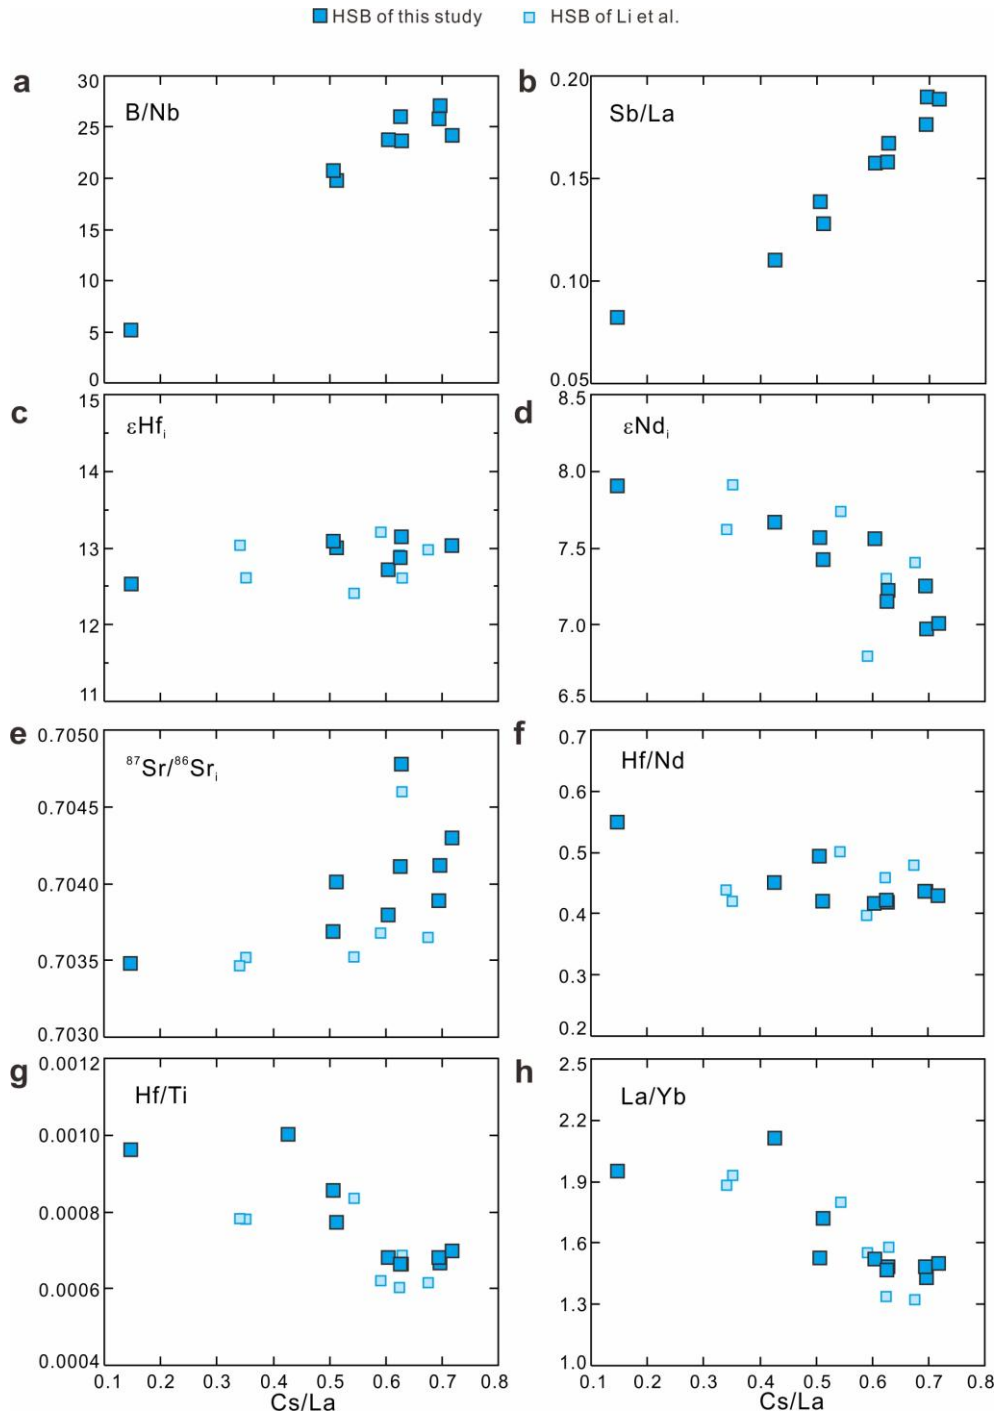 HSB of this study HSB of Li et al.
a b
30 0.20
B/Nb Sb/La
25
20 0.15
15
10 0.10
5
0 0.05
c d
15 8.5
εHfᵢ εNdᵢ
14 8.0
13 7.5
12 7.0
11 6.5
e f
0.7050 0.7
⁸⁷Sr/⁸⁶Srᵢ Hf/Nd
0.6
0.7045
0.5
0.7040
0.4
0.7035
0.3
0.7030 0.2
g h
0.0012 2.5
Hf/Ti La/Yb
2.2
0.0010
1.9
0.0008
1.6
0.0006
1.3
0.0004 1.0
0.1 0.2 0.3 0.4 0.5 0.6 0.7 0.8 0.1 0.2 0.3 0.4 0.5 0.6 0.7 0.8
Cs/La Cs/La